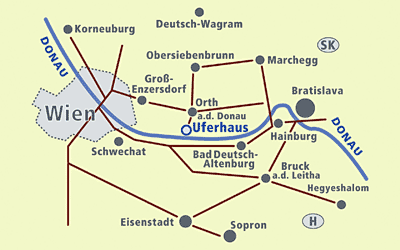 Deutsch-Wagram
Korneuburg
DONAU
SK
Obersiebenbrunn
Marchegg
Groß-
Enzersdorf
Bratislava
Wien
Orth
a.d. Donau
Uferhaus
Hainburg
DONAU
Schwechat
Bad Deutsch-
Altenburg
Bruck
a.d. Leitha
Hegyeshalom
Eisenstadt
Sopron
H